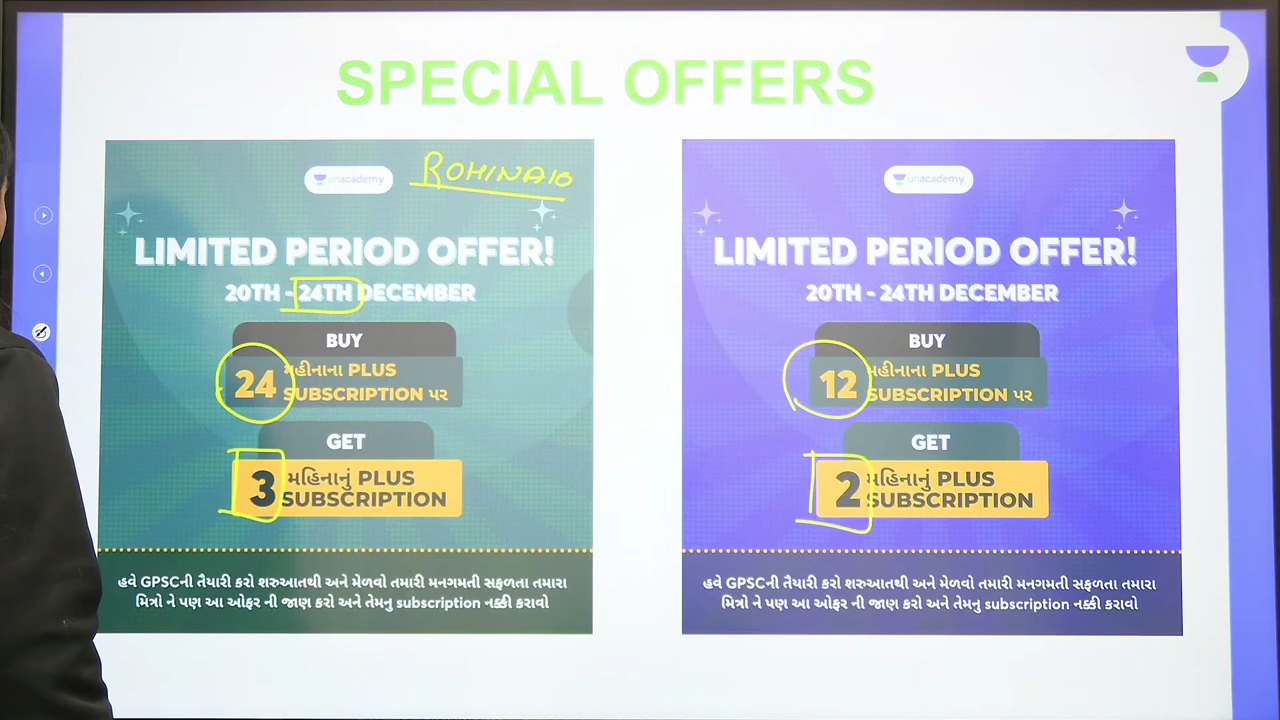 SPECIAL OFFERS
unacademy
ROHINA10
LIMITED PERIOD OFFER!
20TH - 24TH DECEMBER
BUY
24 મહીનાના PLUS
SUBSCRIPTION પર
GET
3 મહિનાનું PLUS
SUBSCRIPTION
હવે GPSCની તૈયારી કરો શરુઆતથી અને મેળવો તમારી મનગમતી સફળતા તમારા
મિત્રો ને પણ આ ઓફર ની જાણ કરો અને તેમનુ subscription નક્કી કરાવો
unacademy
LIMITED PERIOD OFFER!
20TH - 24TH DECEMBER
BUY
12 મહીનાના PLUS
SUBSCRIPTION પર
GET
2 મહિનાનું PLUS
SUBSCRIPTION
હવે GPSCની તૈયારી કરો શરુઆતથી અને મેળવો તમારી મનગમતી સફળતા તમારા
મિત્રો ને પણ આ ઓફર ની જાણ કરો અને તેમનુ subscription નક્કી કરાવો